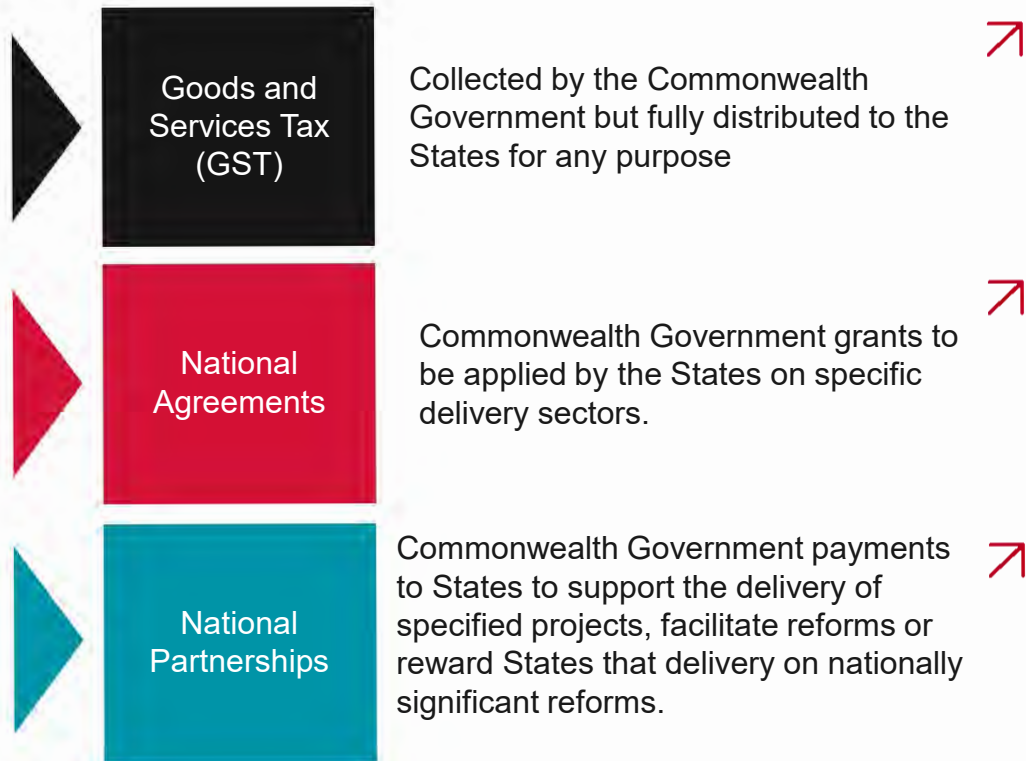 Goods and
Services Tax
(GST)
Collected by the Commonwealth
Government but fully distributed to the
States for any purpose
National
Agreements
Commonwealth Government grants to
be applied by the States on specific
delivery sectors.
National
Partnerships
Commonwealth Government payments
to States to support the delivery of
specified projects, facilitate reforms or
reward States that delivery on nationally
significant reforms.